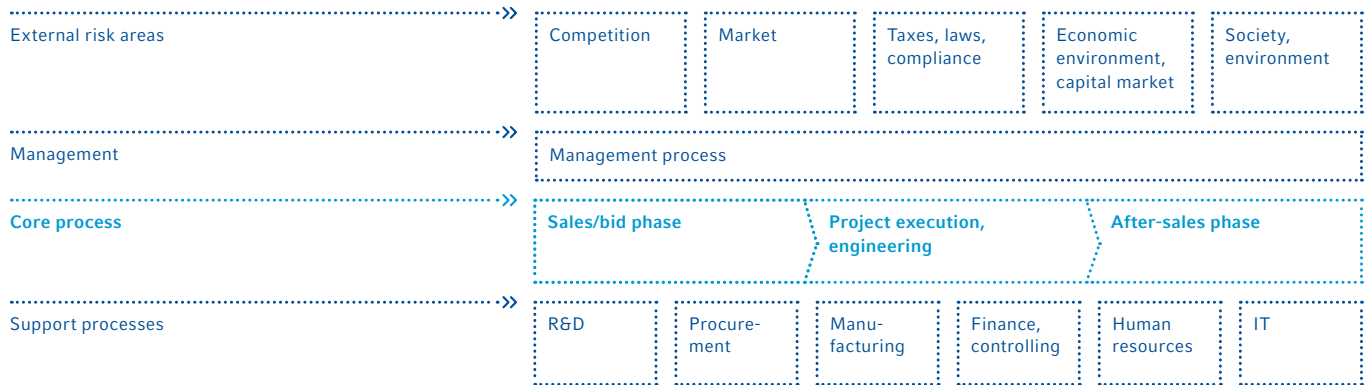 External risk areas
Competition
Market
Taxes, laws,
compliance
Economic
environment,
capital market
Society,
environment
Management
Management process
Core process
Sales/bid phase
Project execution,
engineering
After-sales phase
Support processes
R&D
Procure-
ment
Manu-
facturing
Finance,
controlling
Human
resources
IT